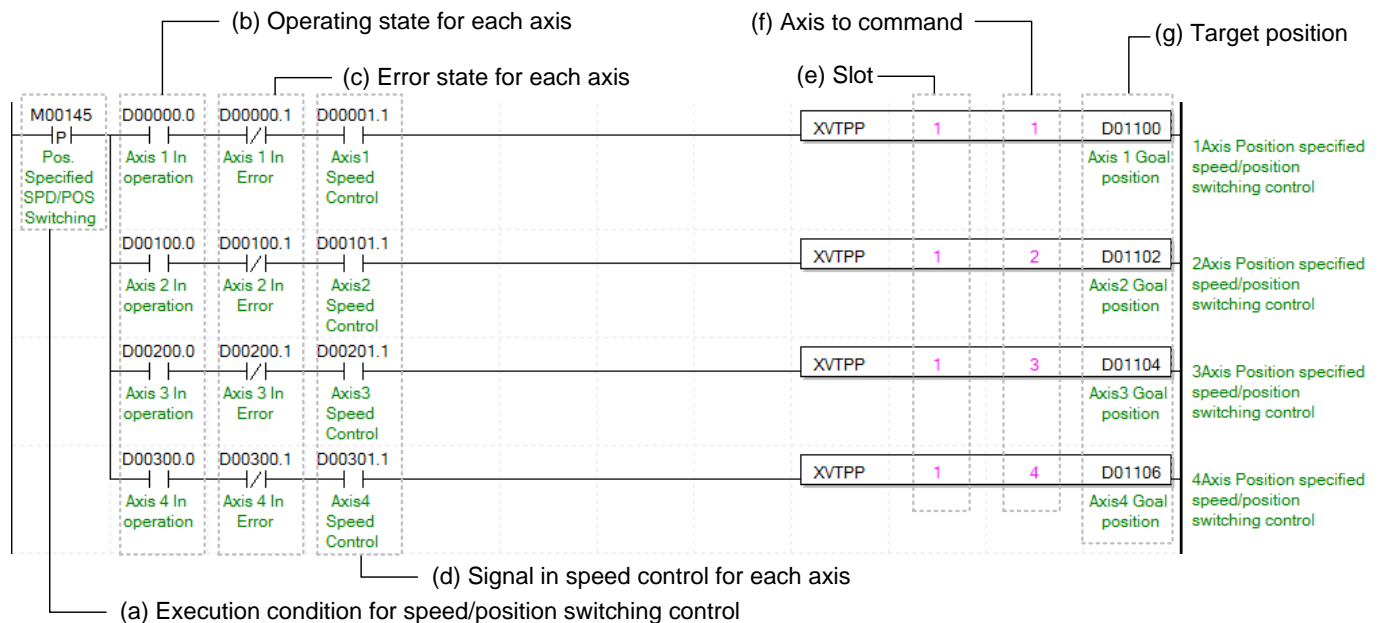 (b) Operating state for each axis
(f) Axis to command
(g) Target position
(c) Error state for each axis
(e) Slot
M00145
D00000.0
D00000.1
D00001.1
P
XVTPP
1
1
D01100
Pos.
Specified
SPD/POS
Switching
Axis 1 In
operation
Axis 1 In
Error
Axis1
Speed
Control
Axis 1 Goal
position
1Axis Position specified
speed/position
switching control
D00100.0
D00100.1
D00101.1
XVTPP
1
2
D01102
Axis 2 In
operation
Axis 2 In
Error
Axis2
Speed
Control
Axis2 Goal
position
2Axis Position specified
speed/position
switching control
D00200.0
D00200.1
D00201.1
XVTPP
1
3
D01104
Axis 3 In
operation
Axis 3 In
Error
Axis3
Speed
Control
Axis3 Goal
position
3Axis Position specified
speed/position
switching control
D00300.0
D00300.1
D00301.1
XVTPP
1
4
D01106
Axis 4 In
operation
Axis 4 In
Error
Axis4
Speed
Control
Axis4 Goal
position
4Axis Position specified
speed/position
switching control
(d) Signal in speed control for each axis
(a) Execution condition for speed/position switching control